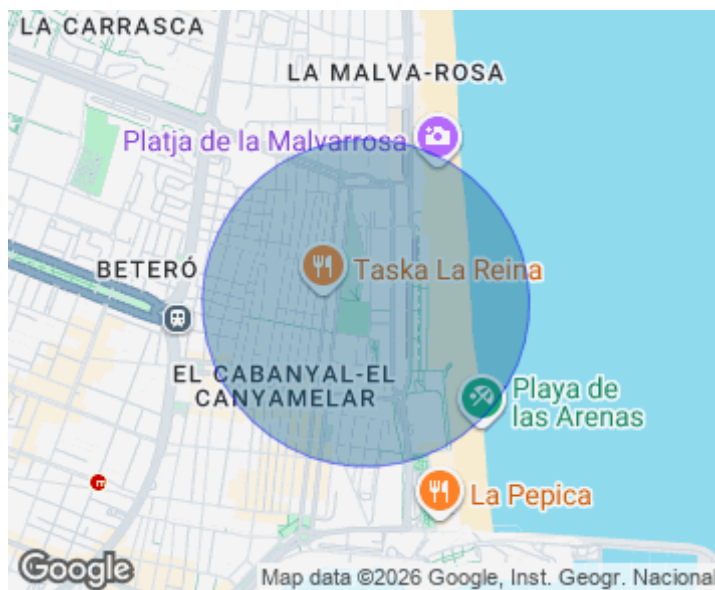 LA CARRASCA
LA MALVA-ROSA
Platja de la Malvarrosa
BETERÓ
Taska La Reina
EL CABANYAL-EL
CANYAMELAR
Playa de
las Arenas
m
La Pepica
Google
Map data ©2026 Google, Inst. Geogr. Nacional